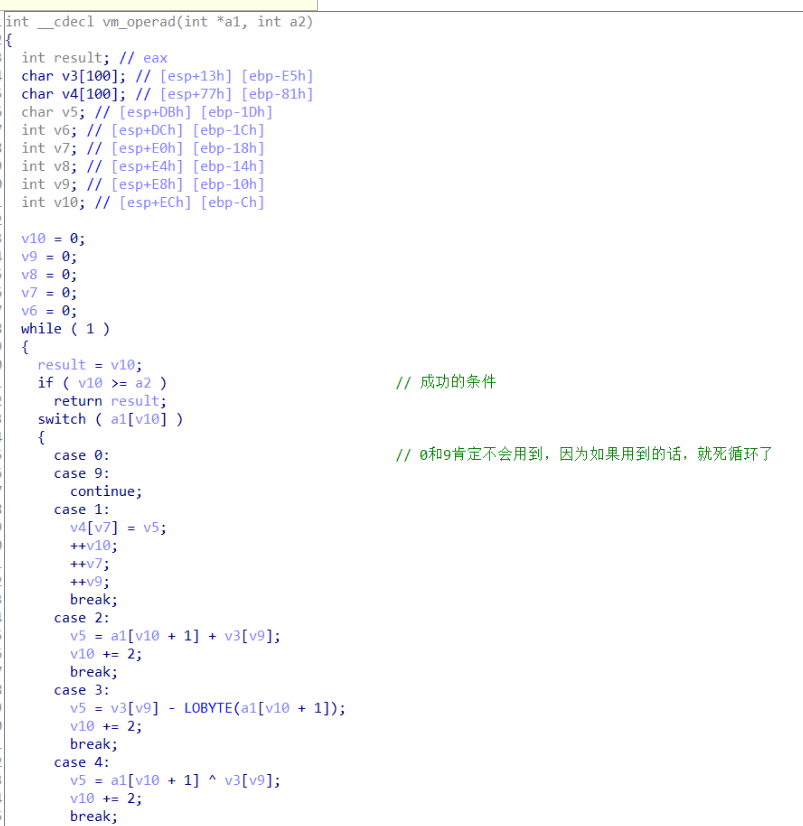 int __cdecl vm_operad(int *a1, int a2)
{
  int result; // eax
  char v3[100]; // [esp+13h] [ebp-E5h]
  char v4[100]; // [esp+77h] [ebp-81h]
  char v5; // [esp+DBh] [ebp-1Dh]
  int v6; // [esp+DCh] [ebp-1Ch]
  int v7; // [esp+E0h] [ebp-18h]
  int v8; // [esp+E4h] [ebp-14h]
  int v9; // [esp+E8h] [ebp-10h]
  int v10; // [esp+ECh] [ebp-Ch]
  v10 = 0;
  v9 = 0;
  v8 = 0;
  v7 = 0;
  v6 = 0;
  while ( 1 )
  {
    result = v10;
    if ( v10 >= a2 ) // 成功的条件
      return result;
    switch ( a1[v10] )
    {
      case 0: // 0和9肯定不会用到，因为如果用到的话，就死循环了
      case 9:
        continue;
      case 1:
        v4[v7] = v5;
        ++v10;
        ++v7;
        ++v9;
        break;
      case 2:
        v5 = a1[v10 + 1] + v3[v9];
        v10 += 2;
        break;
      case 3:
        v5 = v3[v9] - LOBYTE(a1[v10 + 1]);
        v10 += 2;
        break;
      case 4:
        v5 = a1[v10 + 1] ^ v3[v9];
        v10 += 2;
        break;